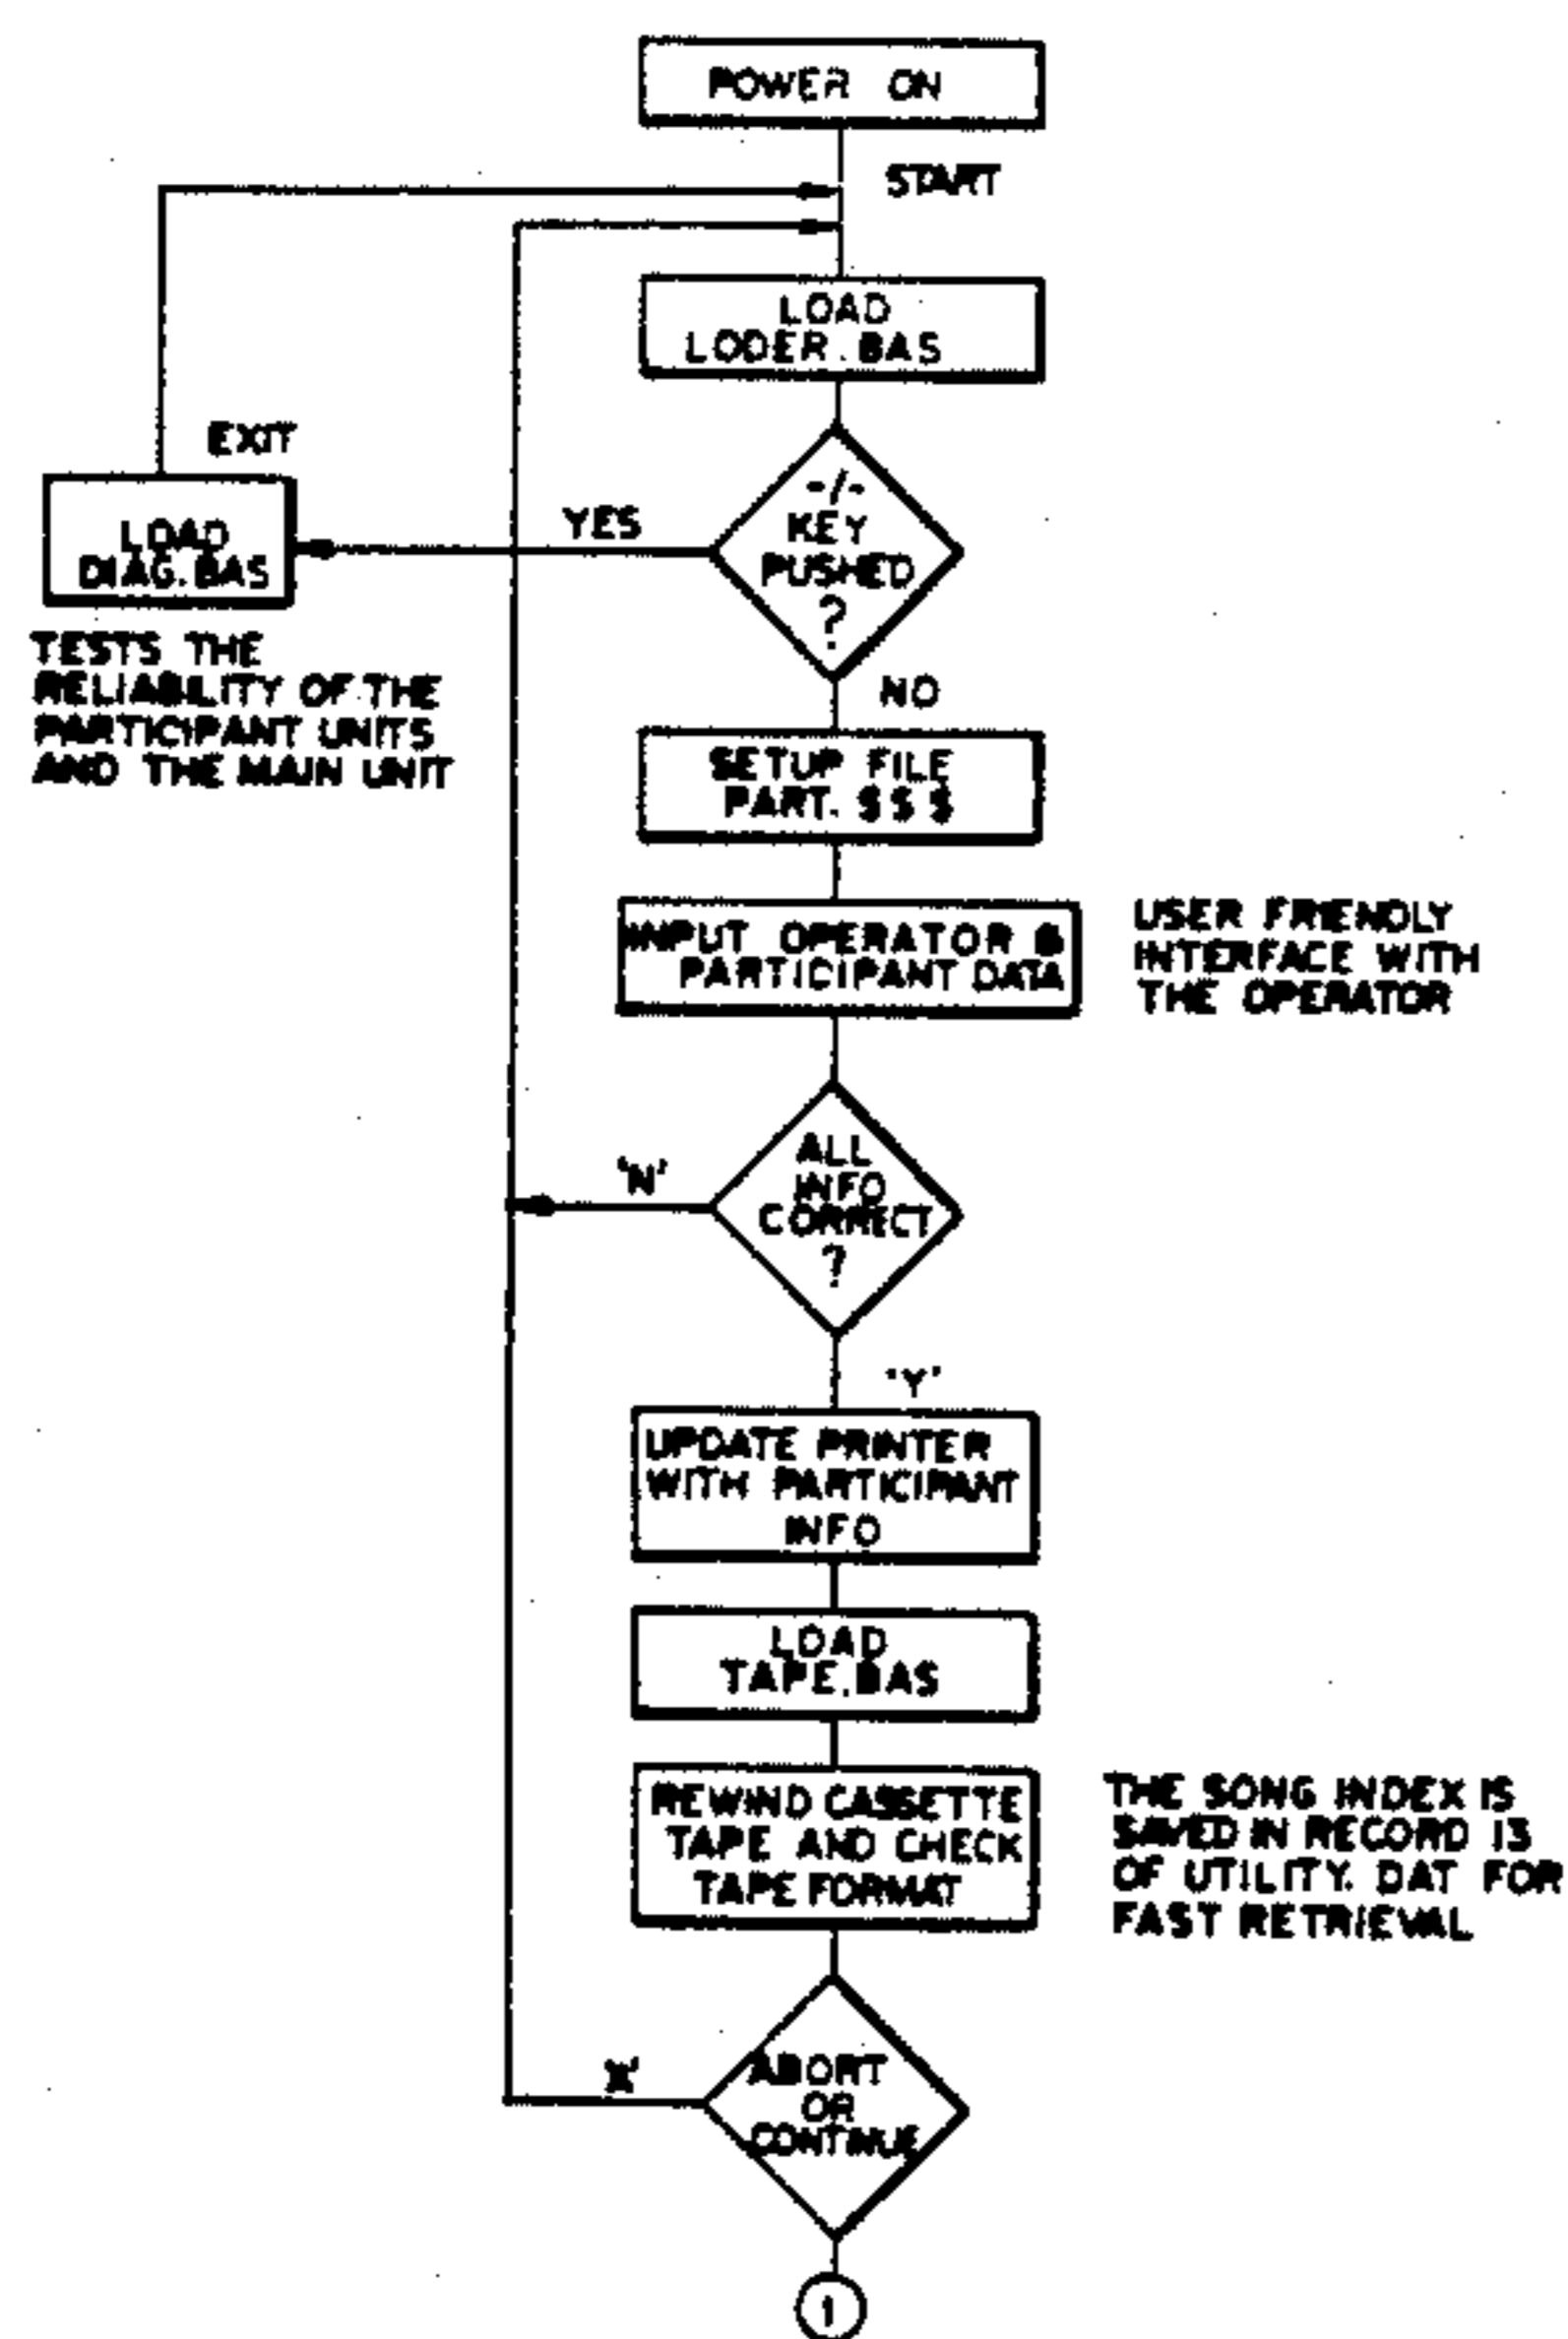 POWER ON
START
LOAD
LODER.BAS
EXIT
LOAD
DIAG.BAS
YES
-/-
KEY
PUSHED
?
TESTS THE
RELIABILITY OF THE
PARTICIPANT UNITS
AND THE MAIN UNIT
NO
SETUP FILE
PART.$$$
INPUT OPERATOR &
PARTICIPANT DATA
USER FRIENDLY
INTERFACE WITH
THE OPERATOR
'N'
ALL
INFO
CORRECT
?
'Y'
UPDATE PRINTER
WITH PARTICIPANT
INFO
LOAD
TAPE.BAS
REWIND CASSETTE
TAPE AND CHECK
TAPE FORMAT
THE SONG INDEX IS
SAVED IN RECORD 13
OF UTILITY.DAT FOR
FAST RETRIEVAL
ABORT
OR
CONTINUE
1